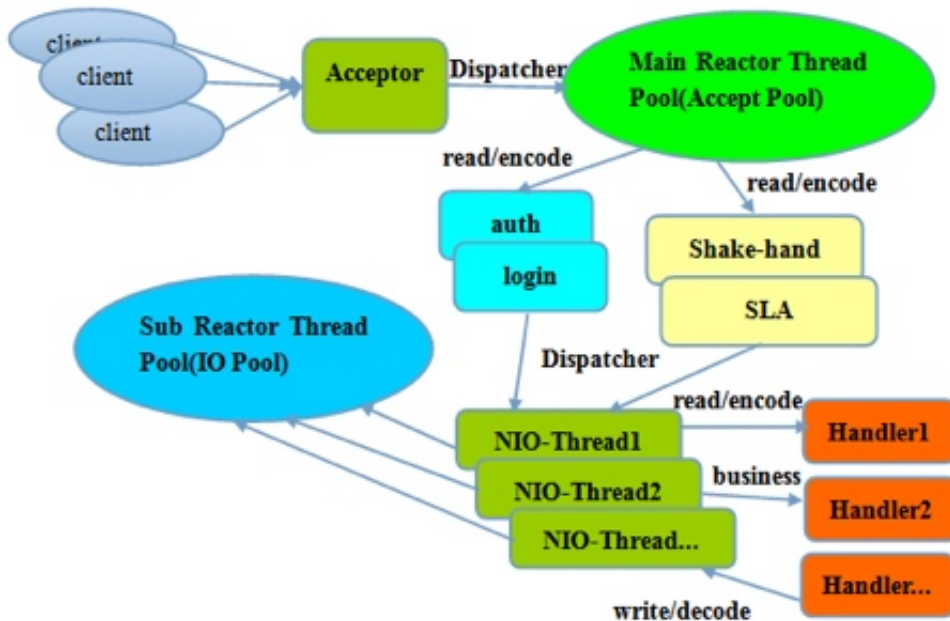 client
client
client
Acceptor
Dispatcher
Main Reactor Thread
Pool(Accept Pool)
read/encode
read/encode
auth
login
Shake-hand
SLA
Sub Reactor Thread
Pool(IO Pool)
Dispatcher
read/encode
NIO-Thread1
Handler1
business
NIO-Thread2
Handler2
NIO-Thread...
Handler...
write/decode